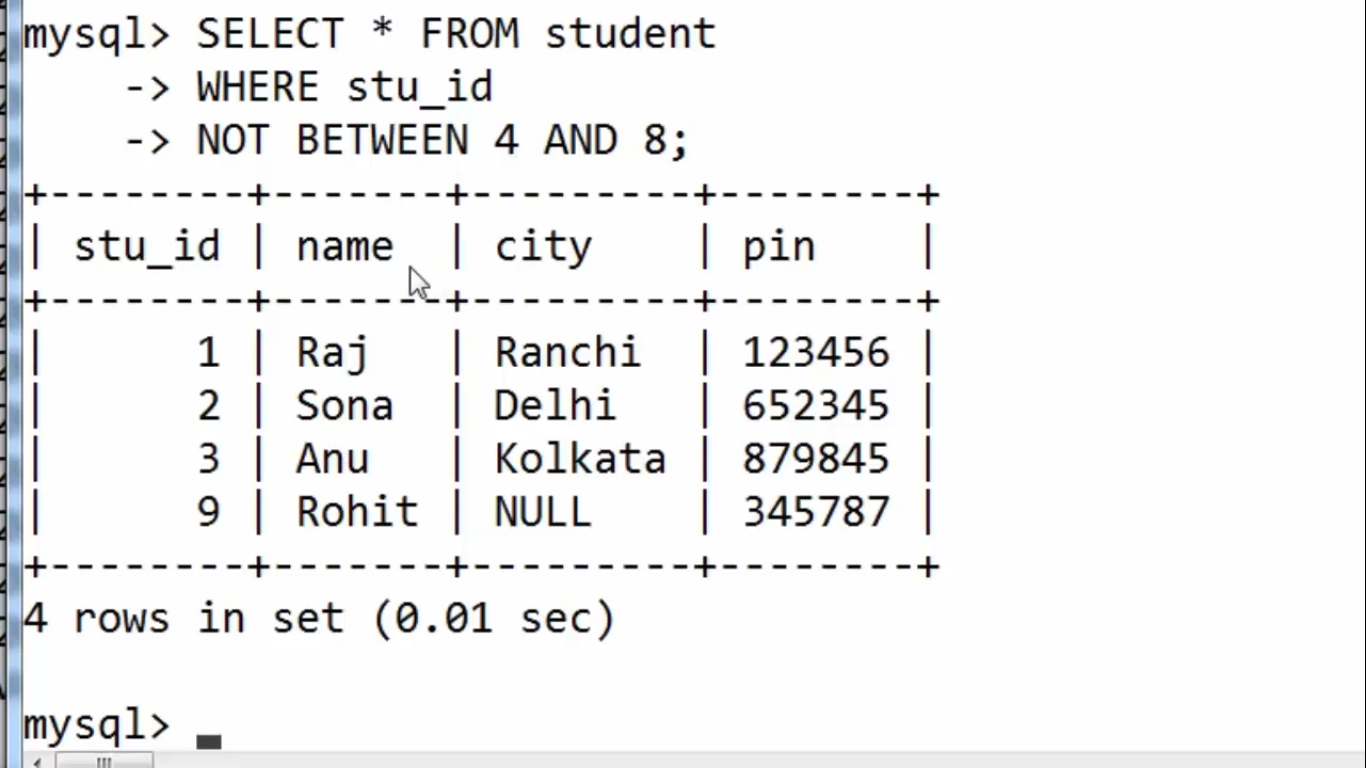 mysql> SELECT * FROM student
    -> WHERE stu_id
    -> NOT BETWEEN 4 AND 8;
+--------+-------+---------+--------+
| stu_id | name  | city    | pin    |
+--------+-------+---------+--------+
|      1 | Raj   | Ranchi  | 123456 |
|      2 | Sona  | Delhi   | 652345 |
|      3 | Anu   | Kolkata | 879845 |
|      9 | Rohit | NULL    | 345787 |
+--------+-------+---------+--------+
4 rows in set (0.01 sec)

mysql>